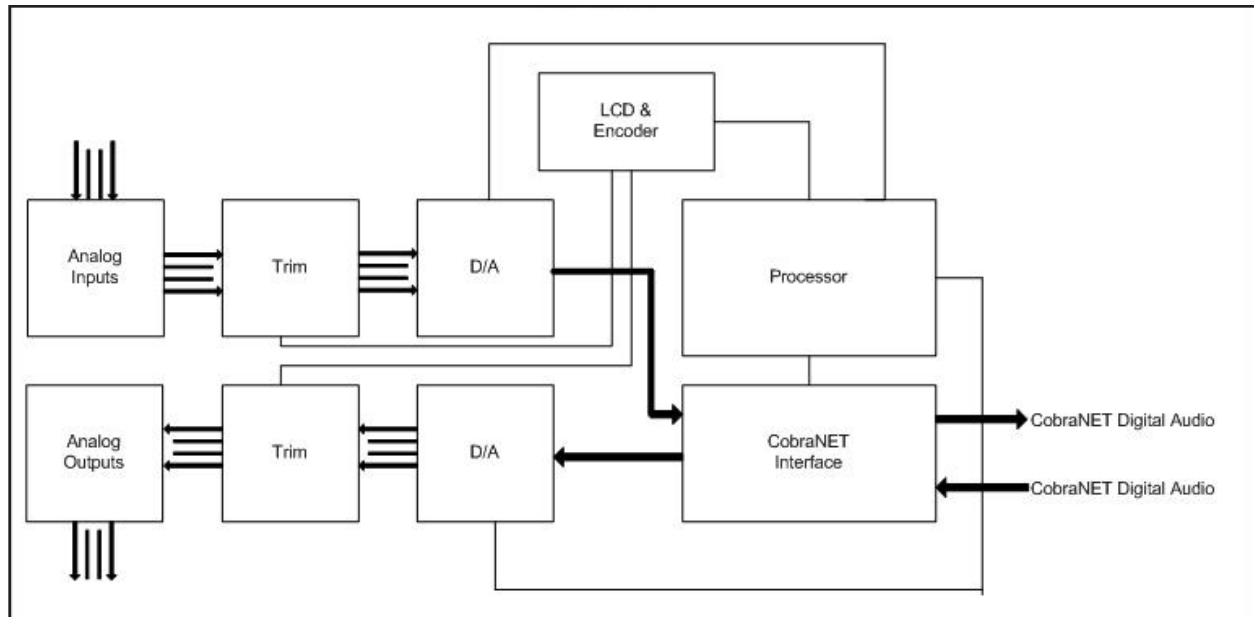 LCD &
Encoder
Analog
Inputs
Trim
D/A
Processor
Analog
Outputs
Trim
D/A
CobraNET
Interface
CobraNET Digital Audio
CobraNET Digital Audio